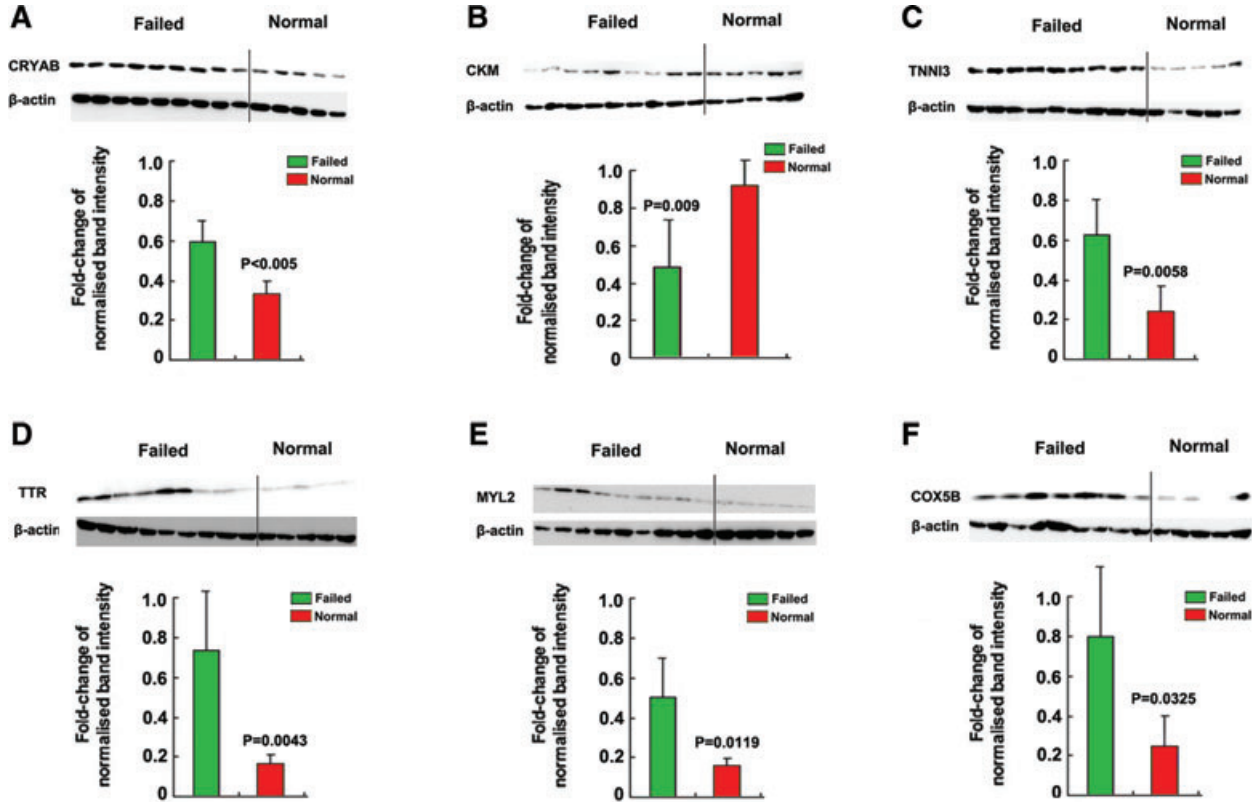 A
Failed
Normal
CRYAB
β-actin
Fold-change of
normalised band intensity
1.0
0.8
0.6
0.4
0.2
0
Failed
Normal
P<0.005
B
Failed
Normal
CKM
β-actin
Fold-change of
normalised band intensity
1.0
0.8
0.6
0.4
0.2
0
Failed
Normal
P=0.009
C
Failed
Normal
TNNI3
β-actin
Fold-change of
normalised band intensity
1.0
0.8
0.6
0.4
0.2
0
Failed
Normal
P=0.0058
D
Failed
Normal
TTR
β-actin
Fold-change of
normalised band intensity
1.0
0.8
0.6
0.4
0.2
0
Failed
Normal
P=0.0043
E
Failed
Normal
MYL2
β-actin
Fold-change of
normalised band intensity
1.0
0.8
0.6
0.4
0.2
0
Failed
Normal
P=0.0119
F
Failed
Normal
COX5B
β-actin
Fold-change of
normalised band intensity
1.0
0.8
0.6
0.4
0.2
0
Failed
Normal
P=0.0325